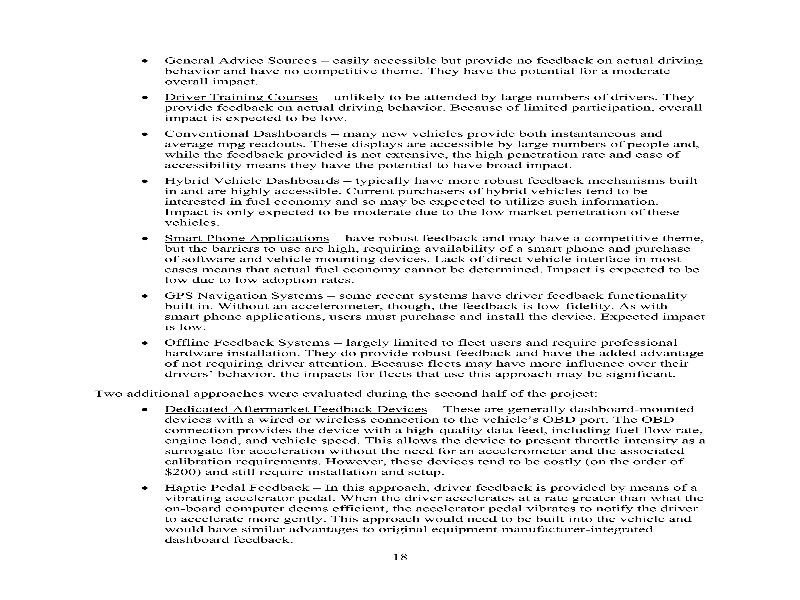 • General Advice Sources – easily accessible but provide no feedback on actual driving
behavior and have no competitive theme. They have the potential for a moderate
overall impact.
• Driver Training Courses – unlikely to be attended by large numbers of drivers. They
provide feedback on actual driving behavior. Because of limited participation, overall
impact is expected to be low.
• Conventional Dashboards – many new vehicles provide both instantaneous and
average mpg readouts. These displays are accessible by large numbers of people and,
while the feedback provided is not extensive, the high penetration rate and ease of
accessibility means they have the potential to have broad impact.
• Hybrid Vehicle Dashboards – typically have more robust feedback mechanisms built
in and are highly accessible. Current purchasers of hybrid vehicles tend to be
interested in fuel economy and so may be expected to utilize such information.
Impact is only expected to be moderate due to the low market penetration of these
vehicles.
• Smart Phone Applications – have robust feedback and may have a competitive theme,
but the barriers to use are high, requiring availability of a smart phone and purchase
of software and vehicle mounting devices. Lack of direct vehicle interface in most
cases means that actual fuel economy cannot be determined. Impact is expected to be
low due to low adoption rates.
• GPS Navigation Systems – some recent systems have driver feedback functionality
built in. Without an accelerometer, though, the feedback is low-fidelity. As with
smart phone applications, users must purchase and install the device. Expected impact
is low.
• Offline Feedback Systems – largely limited to fleet users and require professional
hardware installation. They do provide robust feedback and have the added advantage
of not requiring driver attention. Because fleets may have more influence over their
drivers' behavior, the impacts for fleets that use this approach may be significant.
Two additional approaches were evaluated during the second half of the project:
• Dedicated Aftermarket Feedback Devices – These are generally dashboard-mounted
devices with a wired or wireless connection to the vehicle's OBD port. The OBD
connection provides the device with a high-quality data feed, including fuel flow rate,
engine load, and vehicle speed. This allows the device to present throttle intensity as a
surrogate for acceleration without the need for an accelerometer and the associated
calibration requirements. However, these devices tend to be costly (on the order of
$200) and still require installation and setup.
• Haptic Pedal Feedback – In this approach, driver feedback is provided by means of a
vibrating accelerator pedal. When the driver accelerates at a rate greater than what the
on-board computer deems efficient, the accelerator pedal vibrates to notify the driver
to accelerate more gently. This approach would need to be built into the vehicle and
would have similar advantages to original equipment manufacturer-integrated
dashboard feedback.
18